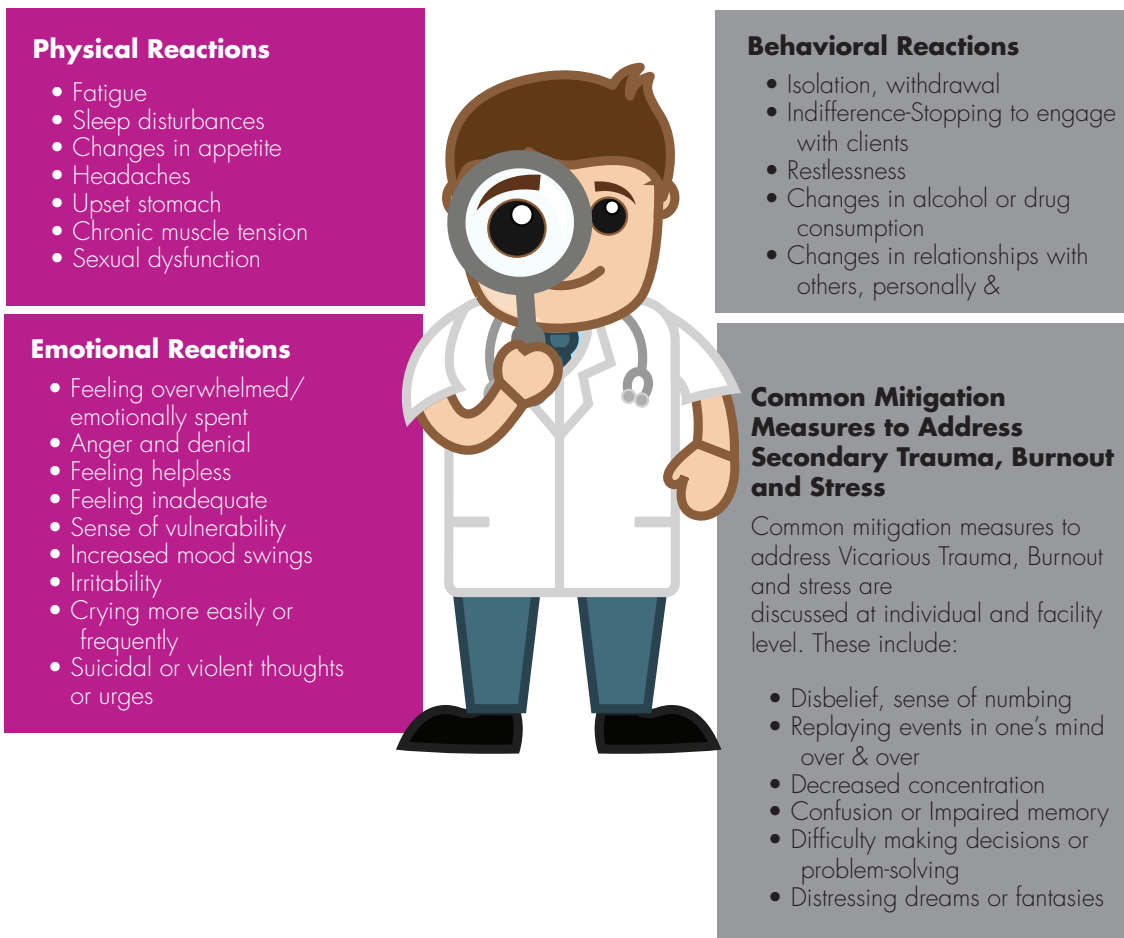 Physical Reactions
• Fatigue
• Sleep disturbances
• Changes in appetite
• Headaches
• Upset stomach
• Chronic muscle tension
• Sexual dysfunction
Emotional Reactions
• Feeling overwhelmed/
emotionally spent
• Anger and denial
• Feeling helpless
• Feeling inadequate
• Sense of vulnerability
• Increased mood swings
• Irritability
• Crying more easily or
frequently
• Suicidal or violent thoughts
or urges
Behavioral Reactions
• Isolation, withdrawal
• Indifference-Stopping to engage
with clients
• Restlessness
• Changes in alcohol or drug
consumption
• Changes in relationships with
others, personally &
Common Mitigation
Measures to Address
Secondary Trauma, Burnout
and Stress
Common mitigation measures to
address Vicarious Trauma, Burnout
and stress are
discussed at individual and facility
level. These include:
• Disbelief, sense of numbing
• Replaying events in one’s mind
over & over
• Decreased concentration
• Confusion or Impaired memory
• Difficulty making decisions or
problem-solving
• Distressing dreams or fantasies